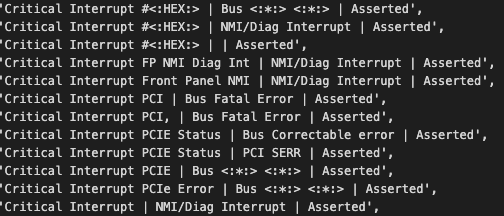 'Critical Interrupt #<:HEX:> | Bus <:*:> <:*:> | Asserted',
'Critical Interrupt #<:HEX:> | NMI/Diag Interrupt | Asserted',
'Critical Interrupt #<:HEX:> | | Asserted',
'Critical Interrupt FP NMI Diag Int | NMI/Diag Interrupt | Asserted',
'Critical Interrupt Front Panel NMI | NMI/Diag Interrupt | Asserted',
'Critical Interrupt PCI | Bus Fatal Error | Asserted',
'Critical Interrupt PCI, | Bus Fatal Error | Asserted',
'Critical Interrupt PCIE Status | Bus Correctable error | Asserted',
'Critical Interrupt PCIE Status | PCI SERR | Asserted',
'Critical Interrupt PCIE | Bus <:*:> <:*:> | Asserted',
'Critical Interrupt PCIe Error | Bus <:*:> <:*:> | Asserted',
'Critical Interrupt | NMI/Diag Interrupt | Asserted',